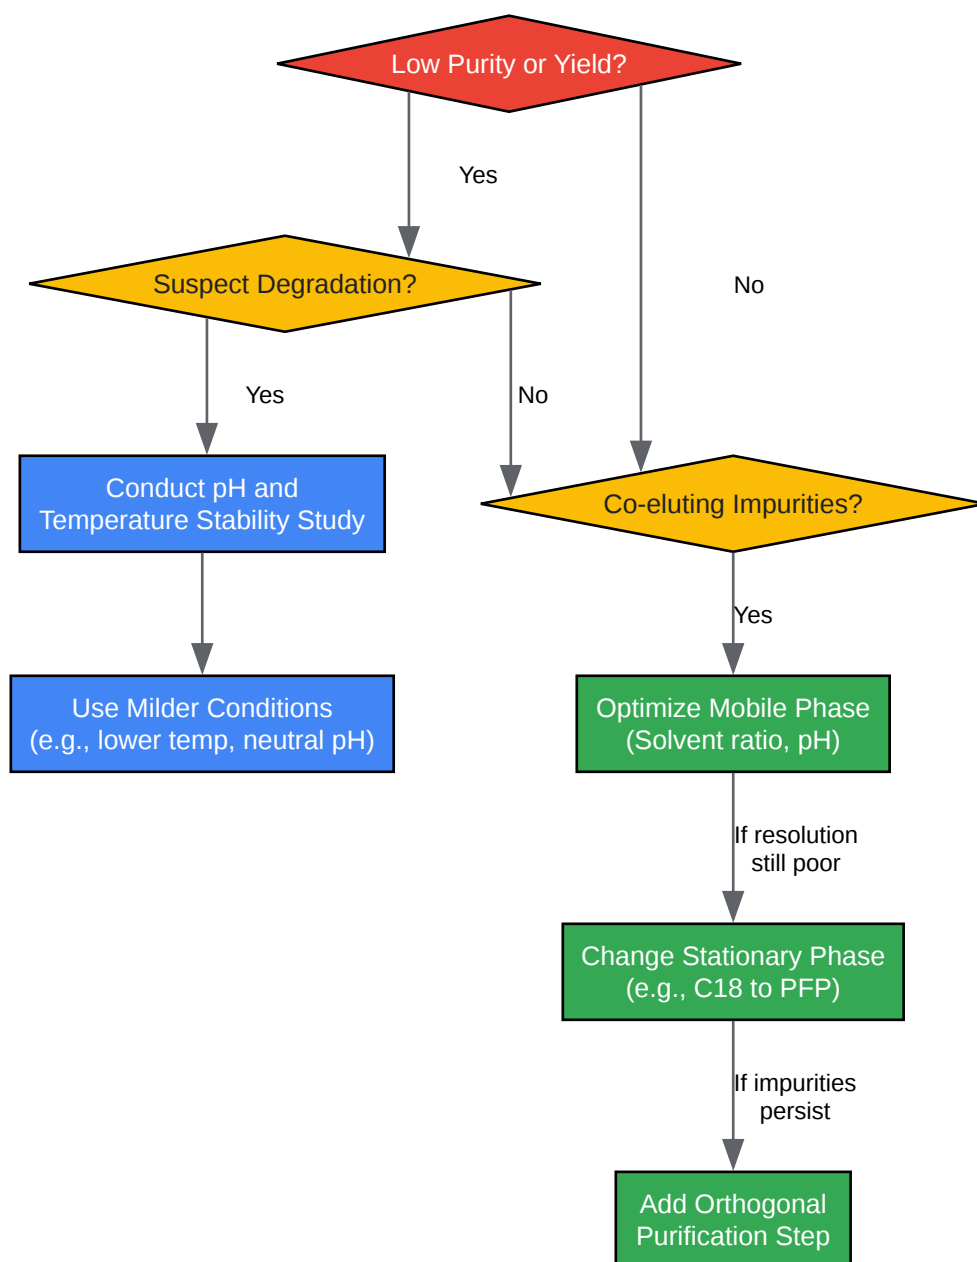 Low Purity or Yield?
Yes
Suspect Degradation?
No
Yes
No
Conduct pH and
Temperature Stability Study
Co-eluting Impurities?
Yes
Use Milder Conditions
(e.g., lower temp, neutral pH)
Optimize Mobile Phase
(Solvent ratio, pH)
If resolution
still poor
Change Stationary Phase
(e.g., C18 to PFP)
If impurities
persist
Add Orthogonal
Purification Step